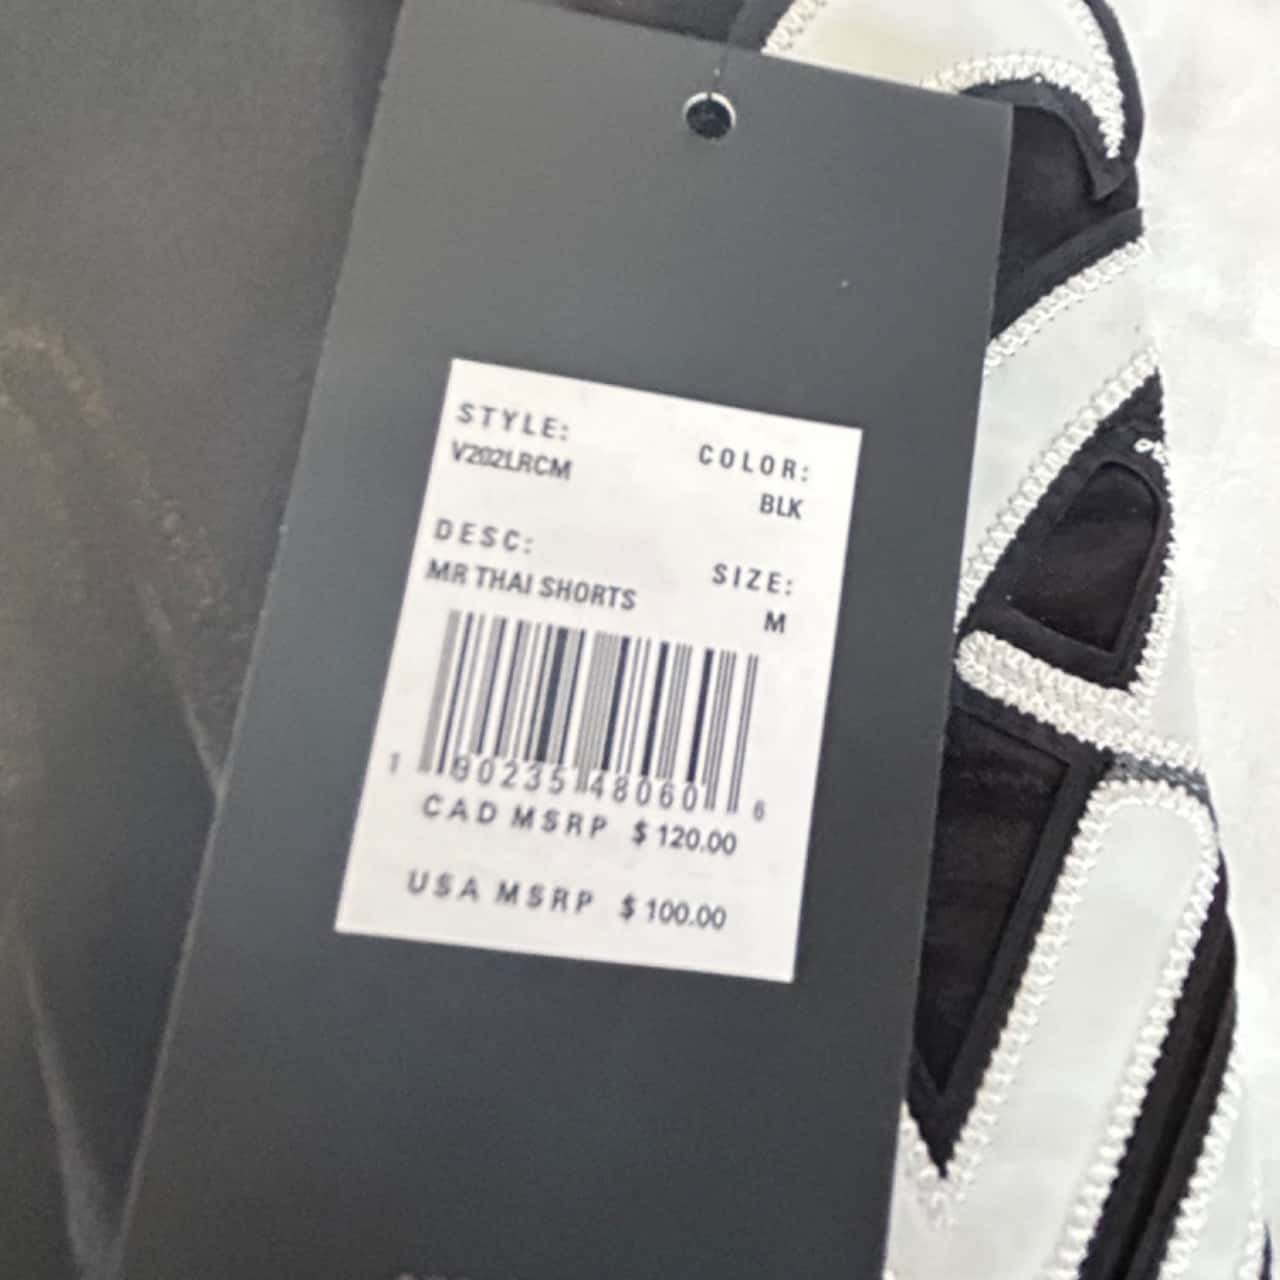 STYLE:
V202LRCM
COLOR:
BLK
DESC:
MR THAI SHORTS
SIZE:
M
1 90235 48060 6
CAD MSRP $120.00
USA MSRP $100.00